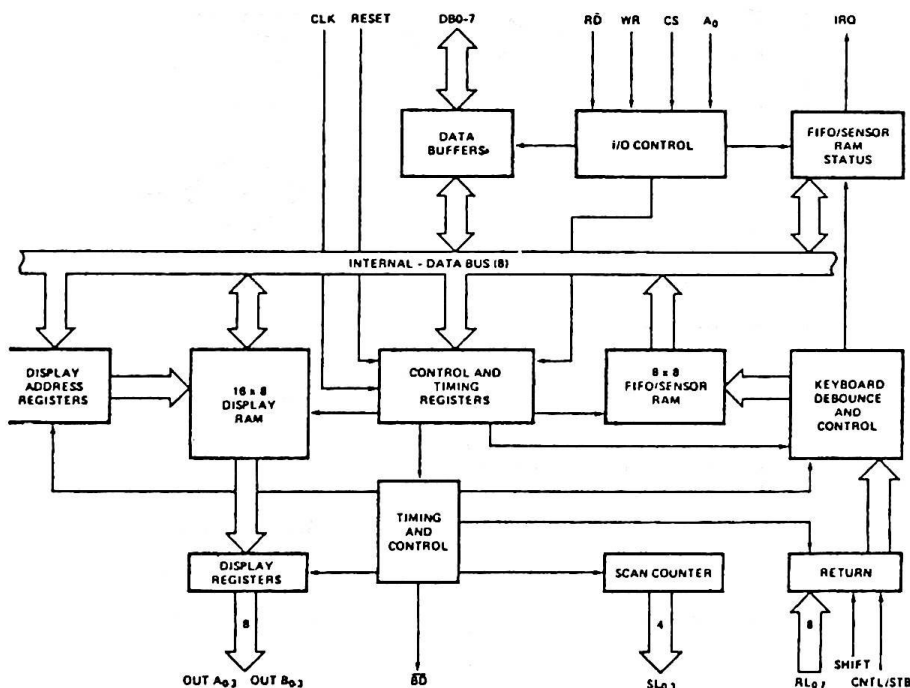 CLK RESET DB0-7 RD WR CS A0 IRQ
DATA
BUFFERS
I/O CONTROL
FIFO/SENSOR
RAM
STATUS
INTERNAL - DATA BUS (8)
DISPLAY
ADDRESS
REGISTERS
16 x 8
DISPLAY
RAM
CONTROL AND
TIMING
REGISTERS
8 x 8
FIFO/SENSOR
RAM
KEYBOARD
DEBOUNCE
AND
CONTROL
TIMING
AND
CONTROL
DISPLAY
REGISTERS
SCAN COUNTER
RETURN
8
4
8
OUT A0-3 OUT B0-3
BD
SL0-3
RL0-7
SHIFT
CNTL/STB